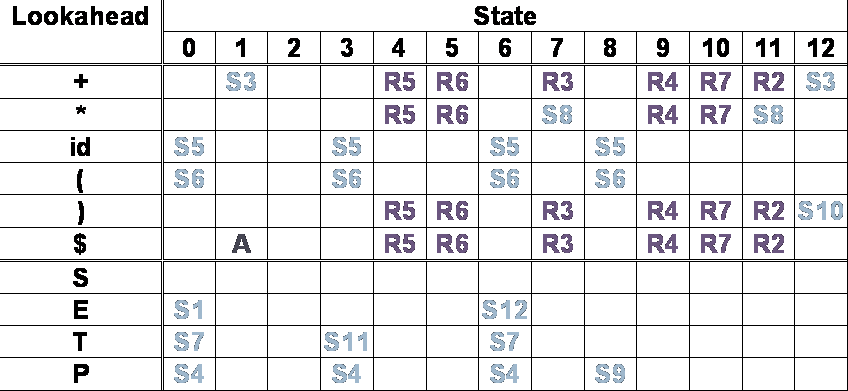 Lookahead State
0 1 2 3 4 5 6 7 8 9 10 11 12
+ S3 R5 R6 R3 R4 R7 R2 S3
* R5 R6 S8 R4 R7 S8
id S5 S5 S5 S5
( S6 S6 S6 S6
) R5 R6 R3 R4 R7 R2 S10
$ A R5 R6 R3 R4 R7 R2
S
E S1 S12
T S7 S11 S7
P S4 S4 S4 S9